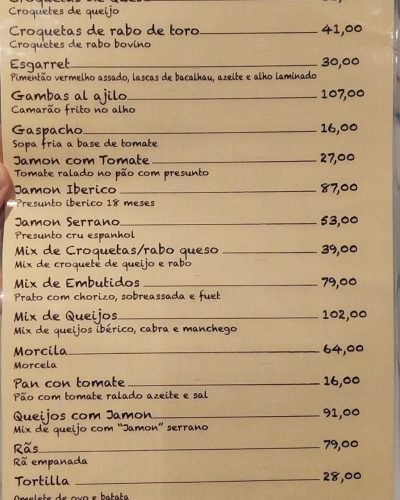 Croquetas de Queso
Croquetes de queijo
Croquetas de rabo de toro 41,00
Croquetes de rabo bovino
Esgarret 30,00
Pimentão vermelho assado, lascas de bacalhau, azeite e alho laminado
Gambas al ajilo 107,00
Camarão frito no alho
Gaspacho 16,00
Sopa fria a base de tomate
Jamon com Tomate 27,00
Tomate ralado no pão com presunto
Jamon Iberico 87,00
Presunto iberico 18 meses
Jamon Serrano 53,00
Presunto cru espanhol
Mix de Croquetas/rabo queso 39,00
Mix de croquete de queijo e rabo
Mix de Embutidos 79,00
Prato com chorizo, sobreassada e fuet
Mix de Queijos 102,00
Mix de queijos ibérico, cabra e manchego
Morcila 64,00
Morcela
Pan con tomate 16,00
Pão com tomate ralado azeite e sal
Queijos com Jamon 91,00
Mix de queijo com "Jamon" serrano
Rãs 79,00
Rã empanada
Tortilla 28,00
Omelete de ovo e batata